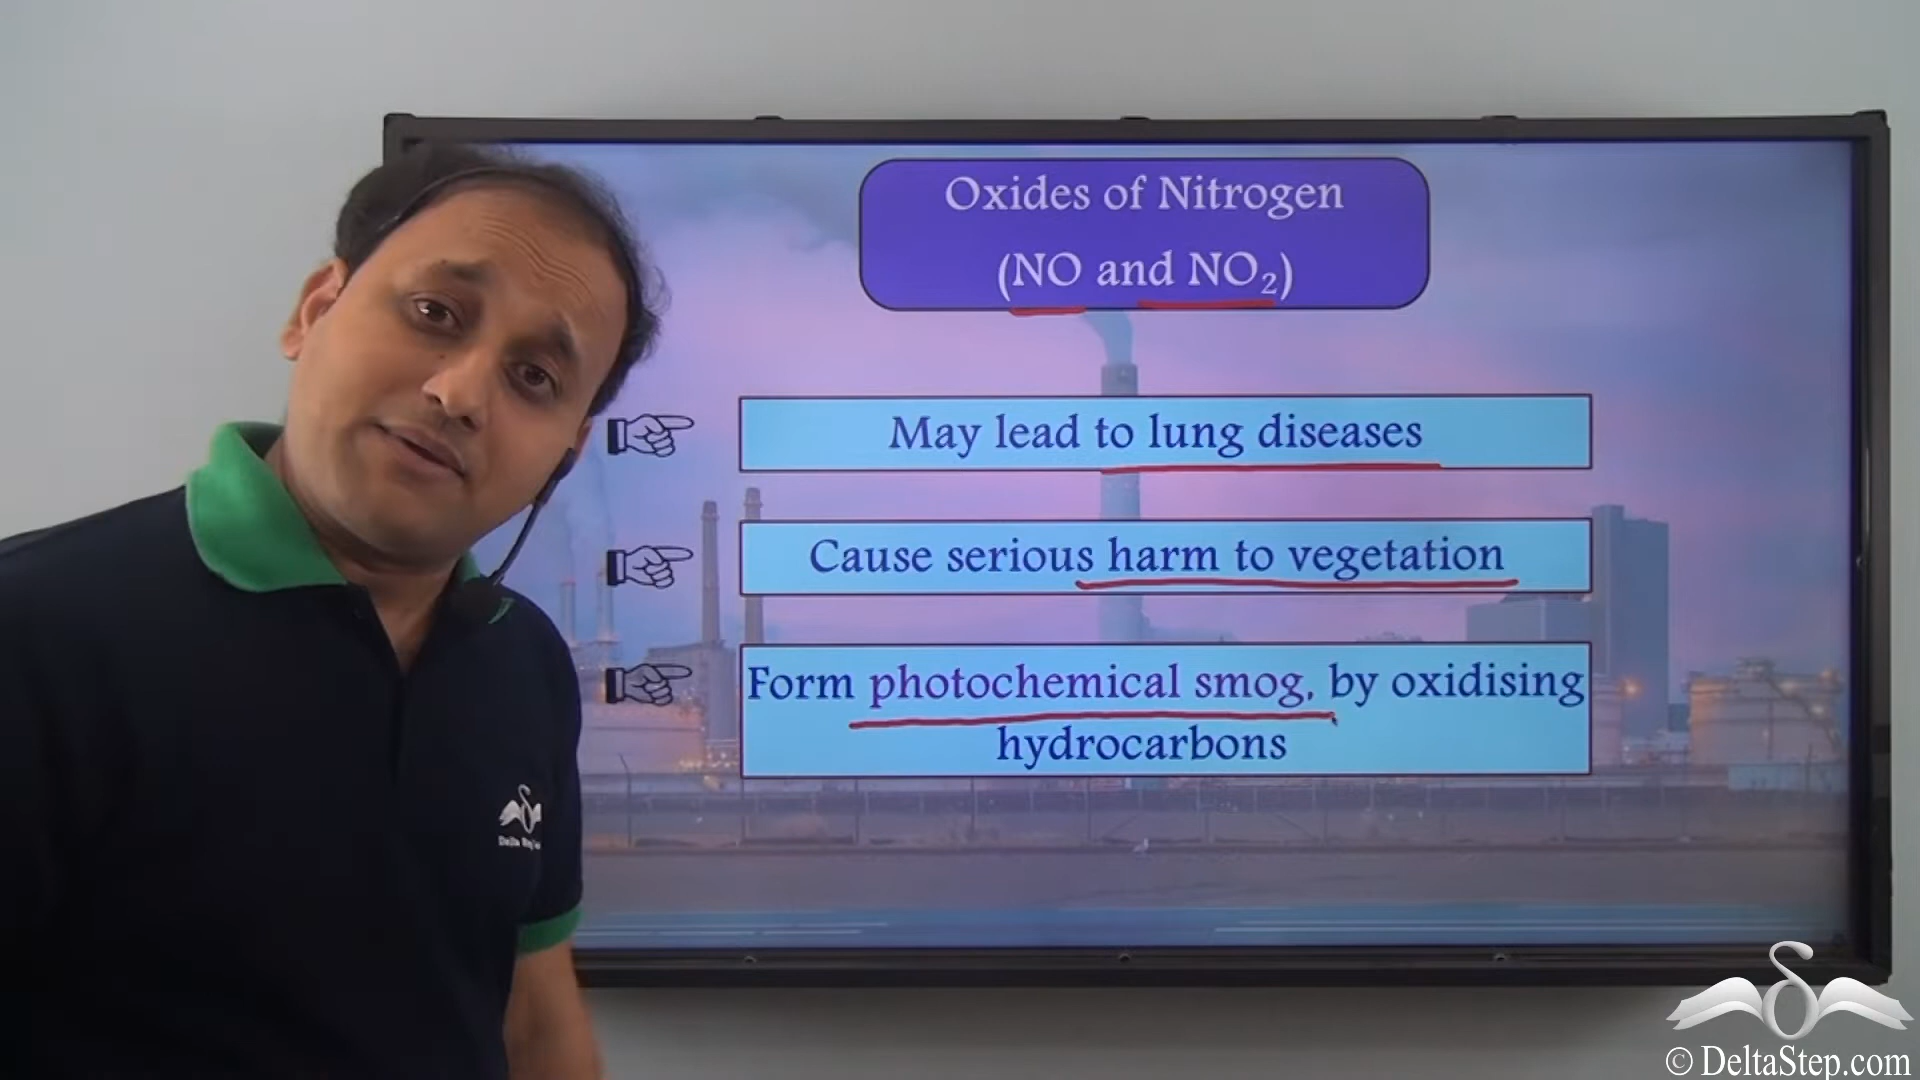 Oxides of Nitrogen
(NO and NO₂)
May lead to lung diseases
Cause serious harm to vegetation
Form photochemical smog, by oxidising
hydrocarbons
© DeltaStep.com